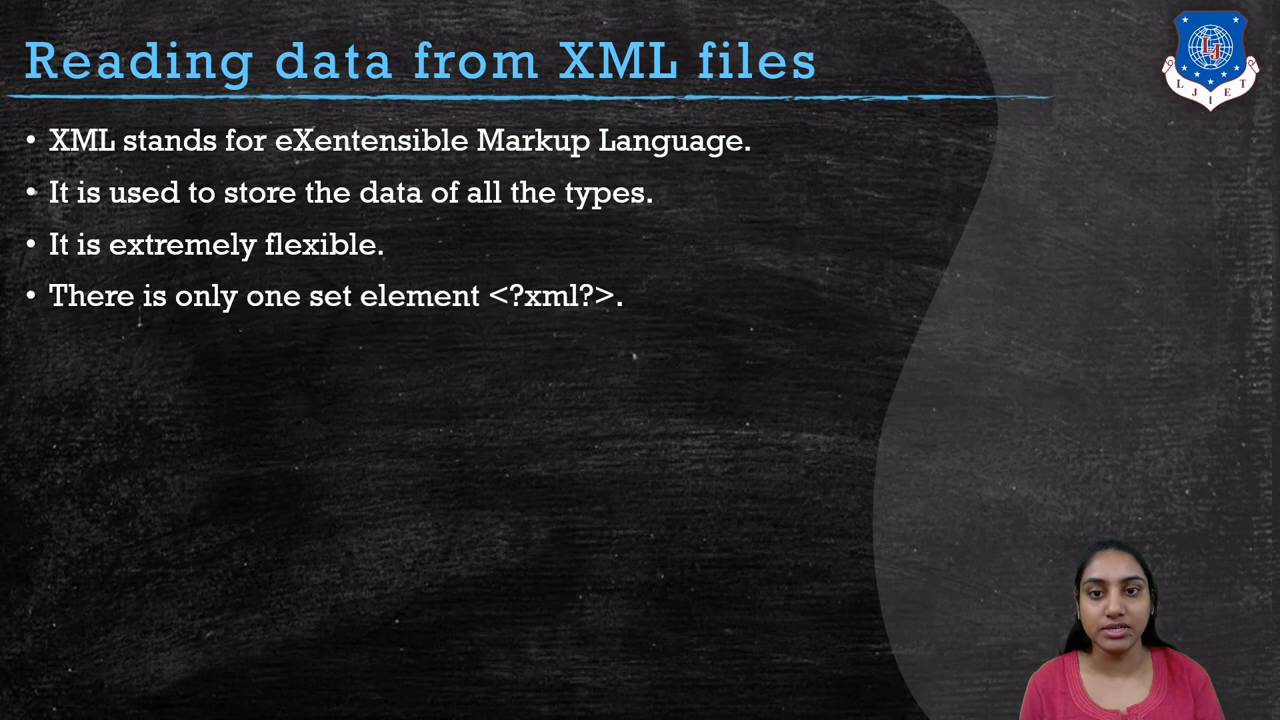 Reading data from XML files
LJ
L J I E T
• XML stands for eXentensible Markup Language.
• It is used to store the data of all the types.
• It is extremely flexible.
• There is only one set element <?xml?>.